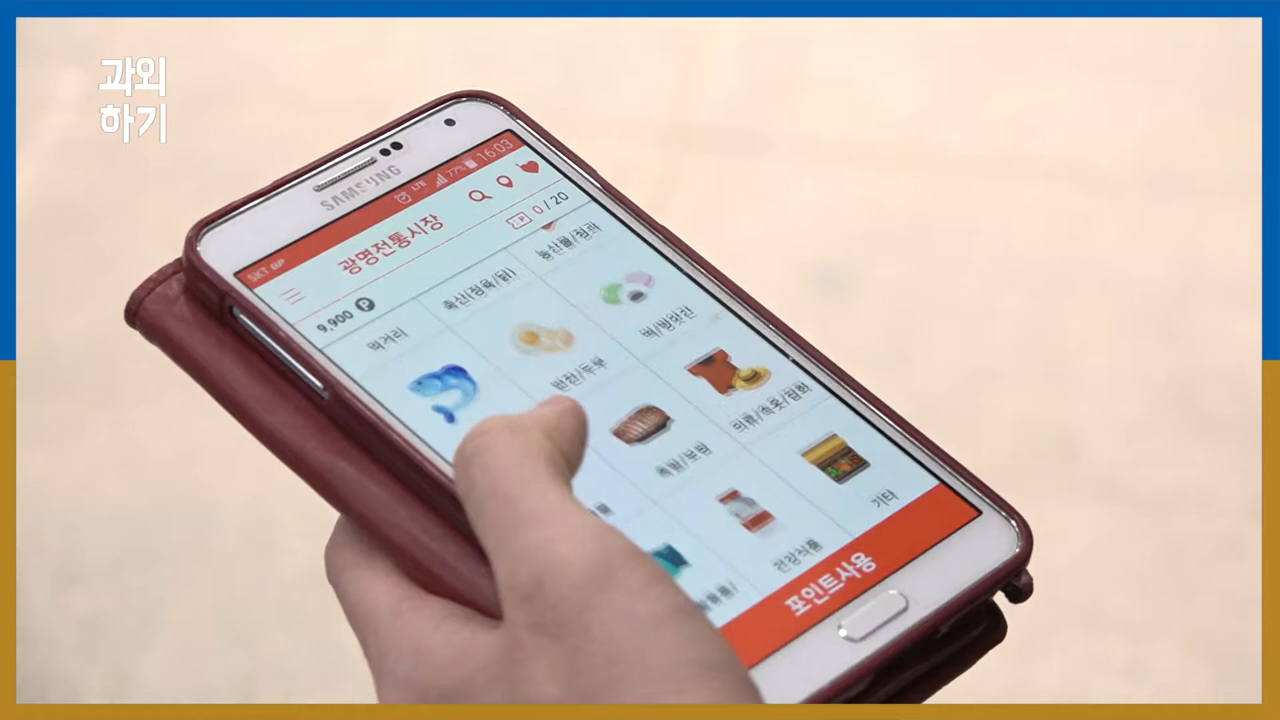 과외
하기
SAMSUNG
SKT
LTE 77% 16:03
광명전통시장
9,900 P
P 0 / 20
먹거리
축산(정육/닭)
농산물/청과
반찬/두부
떡/방앗간
족발/보쌈
의류/속옷/잡화
건강식품
기타
포인트사용